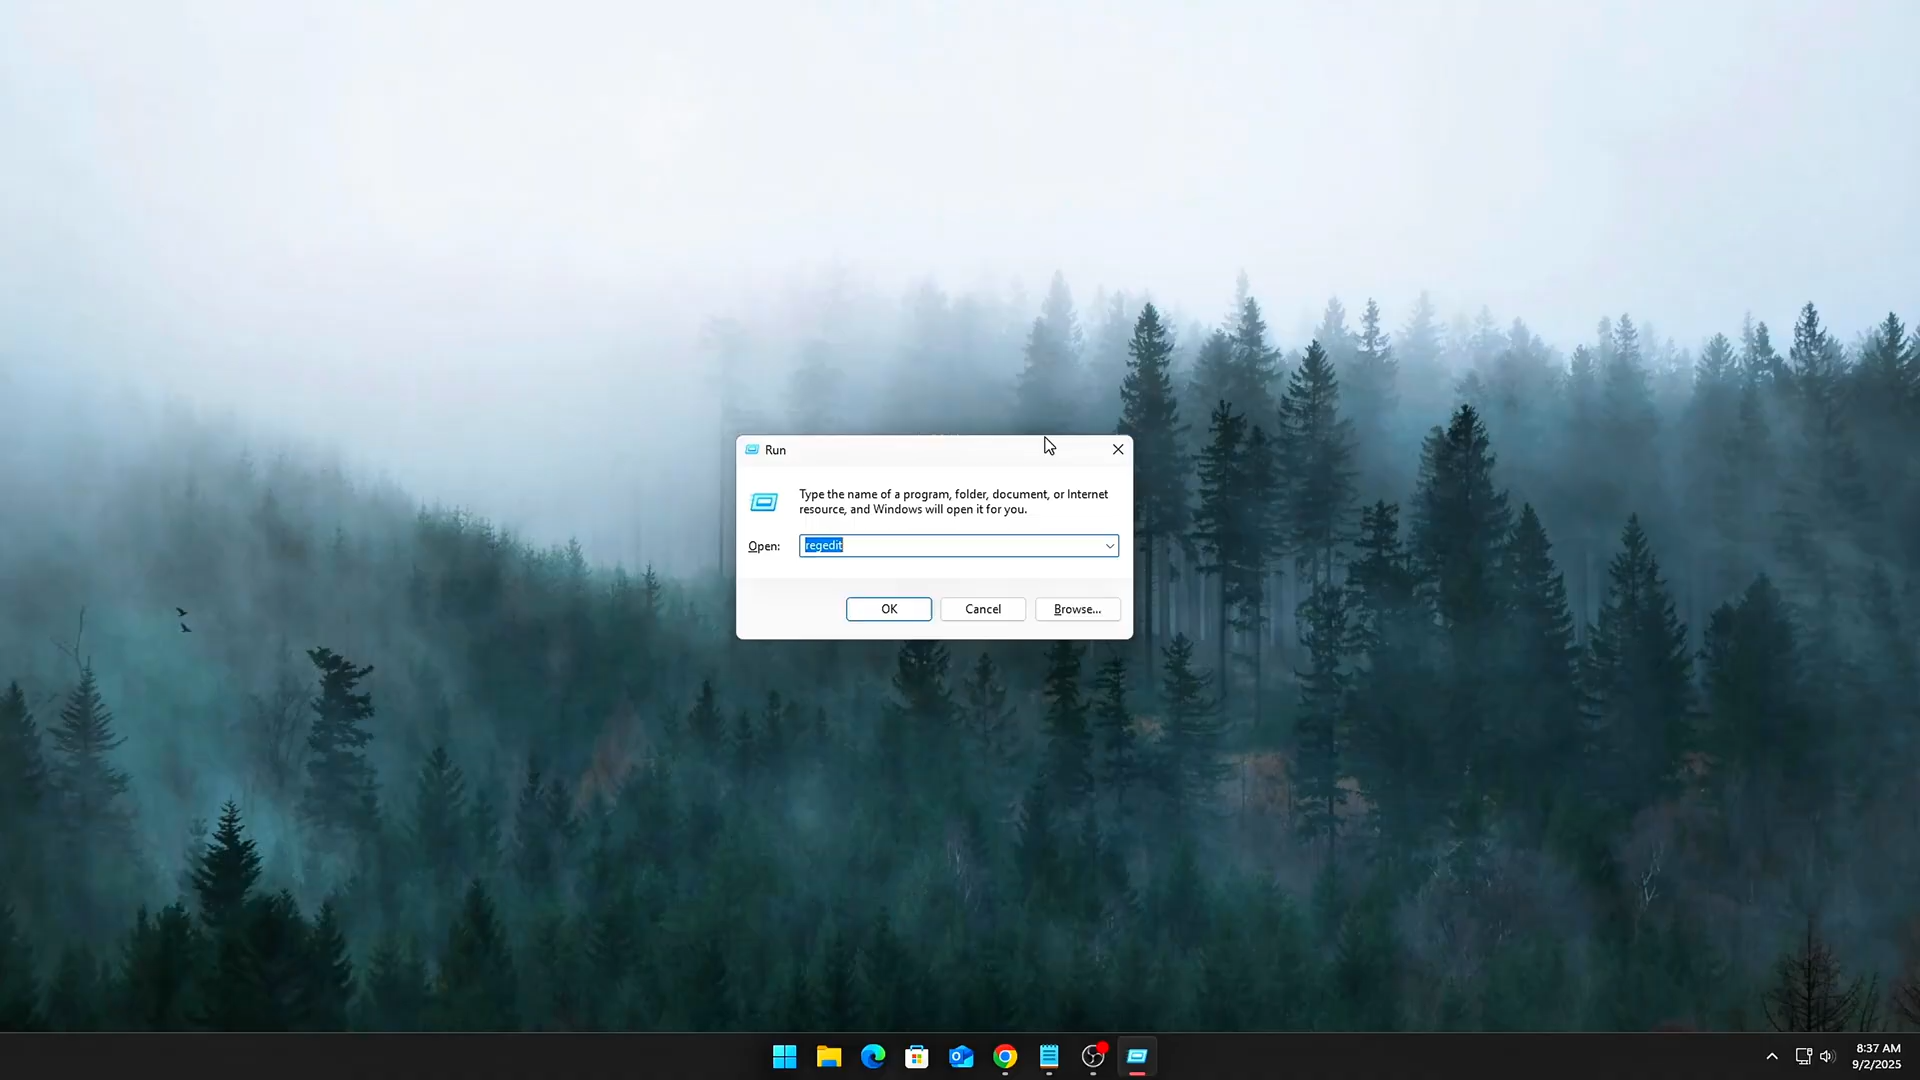 Run
Type the name of a program, folder, document, or Internet
resource, and Windows will open it for you.
Open: regedit
OK Cancel Browse...
8:37 AM
9/2/2025